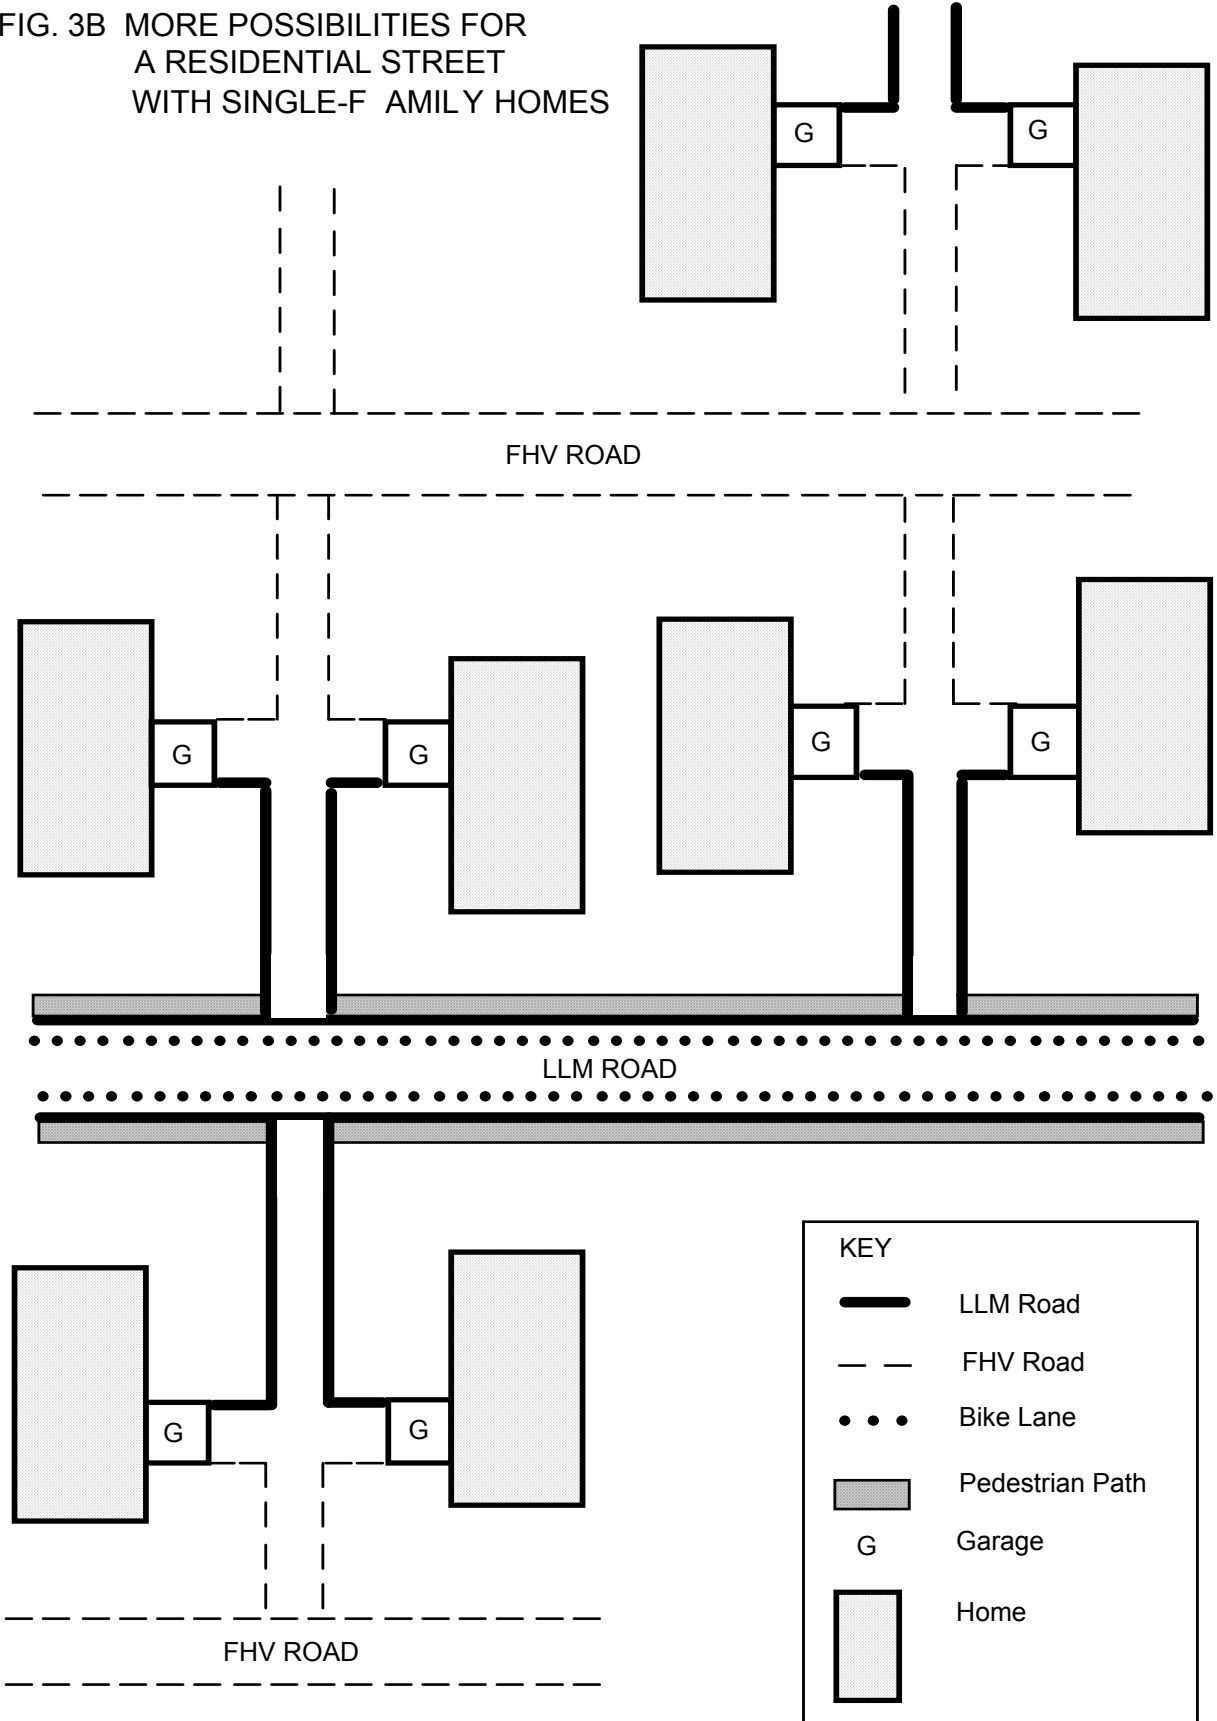 FIG. 3B MORE POSSIBILITIES FOR
A RESIDENTIAL STREET
WITH SINGLE-F AMILY HOMES
G
G
FHV ROAD
G
G
G
G
LLM ROAD
G
G
FHV ROAD
KEY
LLM Road
FHV Road
Bike Lane
Pedestrian Path
G Garage
Home